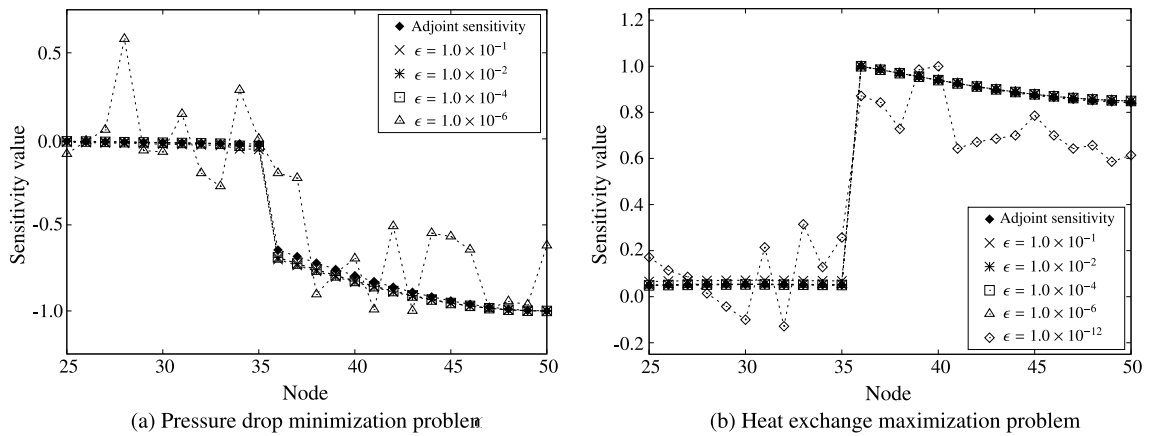 0.5
0.0
-0.5
-1.0
Sensitivity value
Adjoint sensitivity
ϵ = 1.0 × 10⁻¹
ϵ = 1.0 × 10⁻²
ϵ = 1.0 × 10⁻⁴
ϵ = 1.0 × 10⁻⁶
25 30 35 40 45 50
Node
(a) Pressure drop minimization problem
1.2
1.0
0.8
0.6
0.4
0.2
0.0
-0.2
Sensitivity value
Adjoint sensitivity
ϵ = 1.0 × 10⁻¹
ϵ = 1.0 × 10⁻²
ϵ = 1.0 × 10⁻⁴
ϵ = 1.0 × 10⁻⁶
ϵ = 1.0 × 10⁻¹²
25 30 35 40 45 50
Node
(b) Heat exchange maximization problem